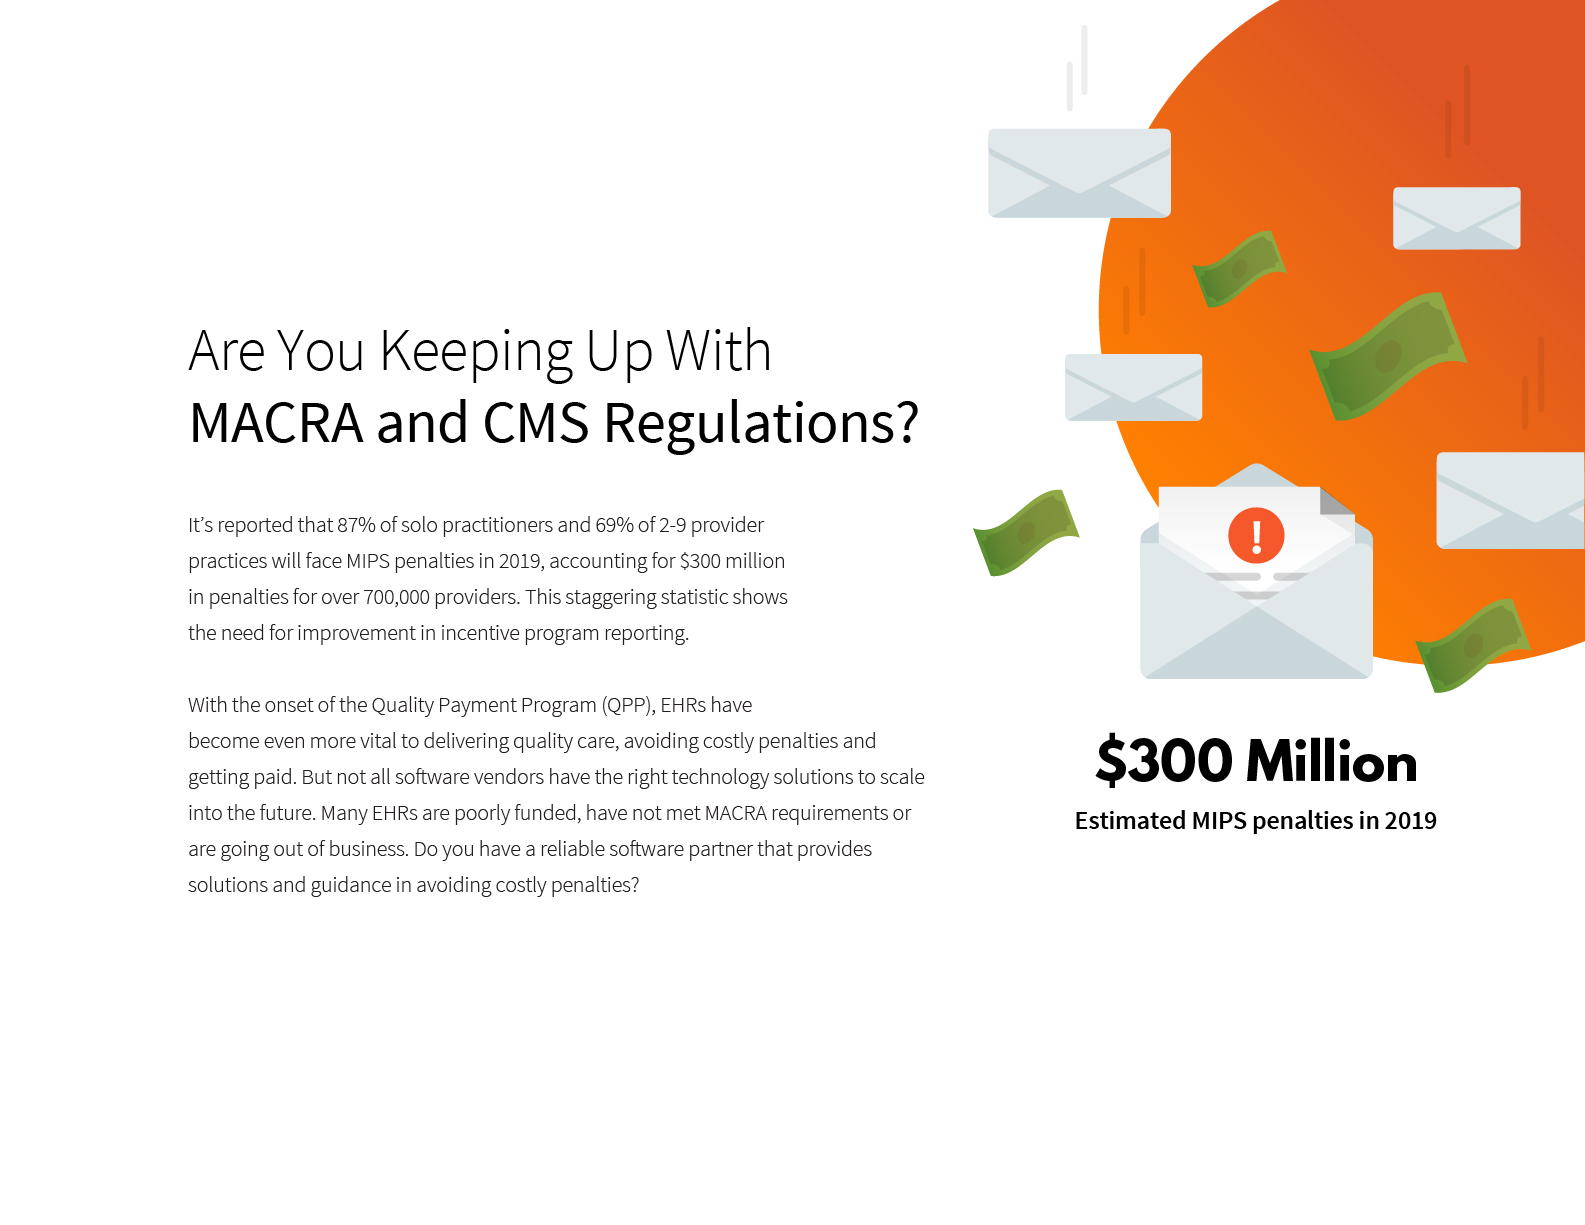 Are You Keeping Up With
MACRA and CMS Regulations?
It’s reported that 87% of solo practitioners and 69% of 2-9 provider
practices will face MIPS penalties in 2019, accounting for $300 million
in penalties for over 700,000 providers. This staggering statistic shows
the need for improvement in incentive program reporting.
With the onset of the Quality Payment Program (QPP), EHRs have
become even more vital to delivering quality care, avoiding costly penalties and
getting paid. But not all software vendors have the right technology solutions to scale
into the future. Many EHRs are poorly funded, have not met MACRA requirements or
are going out of business. Do you have a reliable software partner that provides
solutions and guidance in avoiding costly penalties?
!
$300 Million
Estimated MIPS penalties in 2019